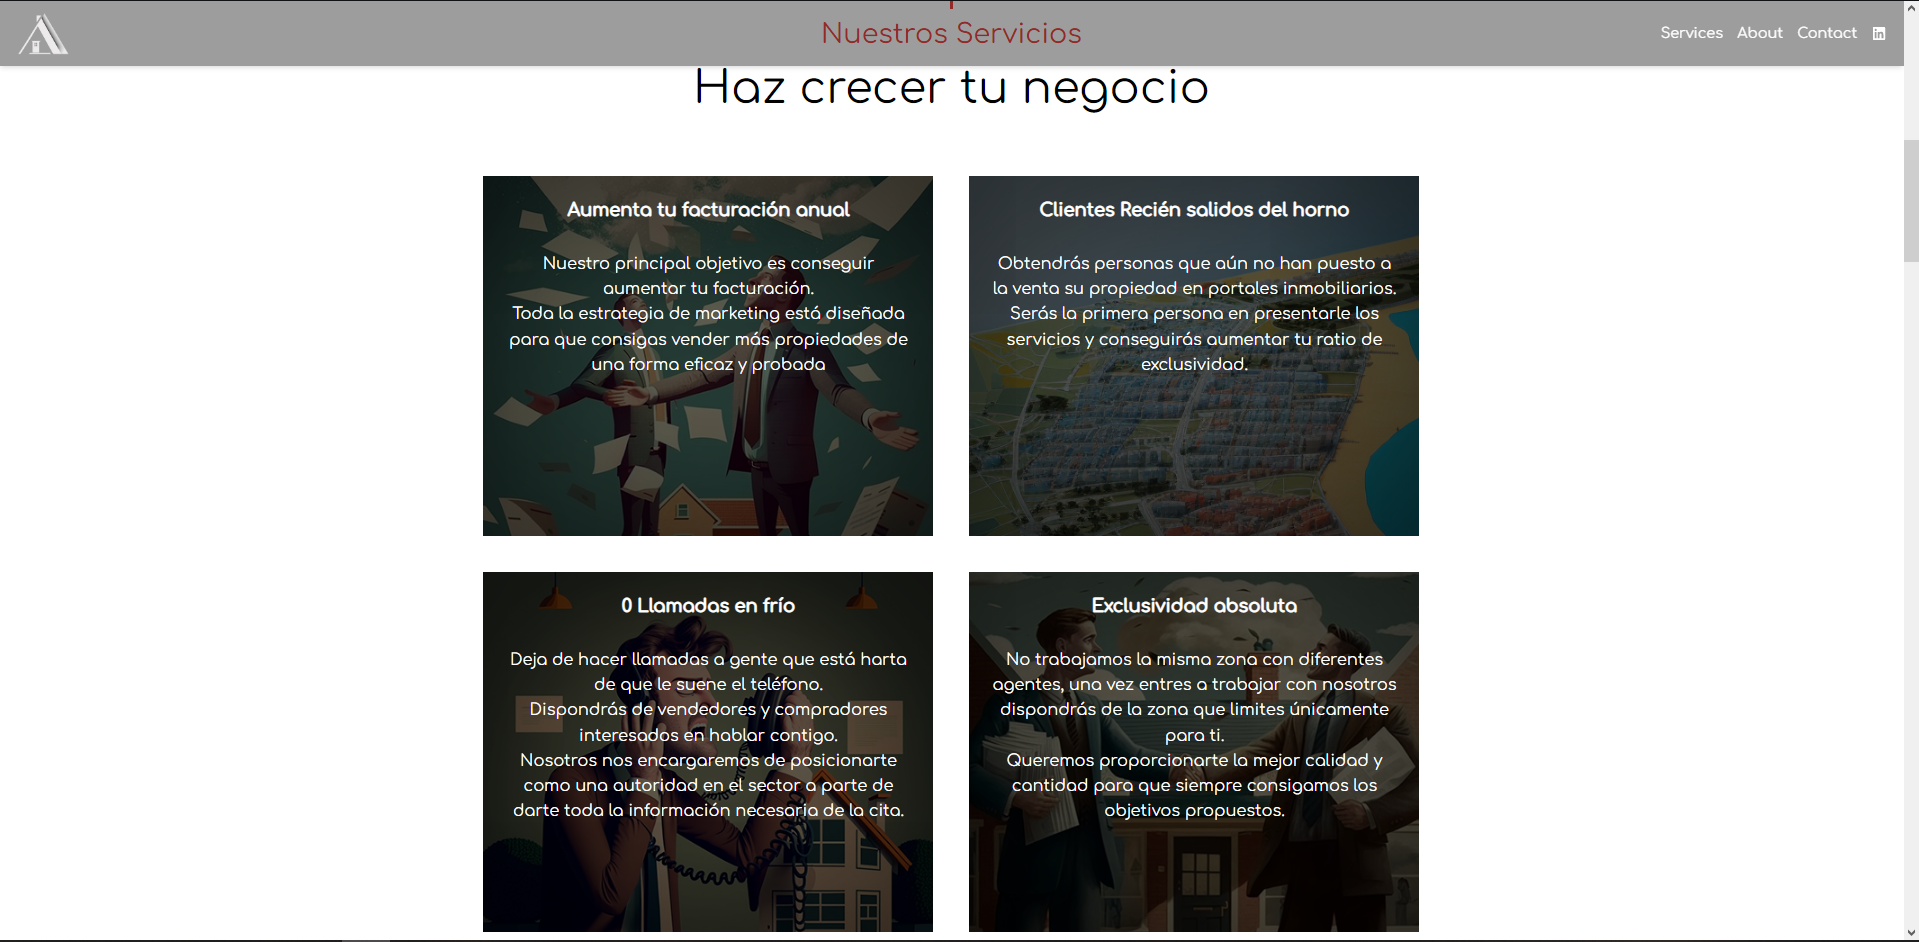 Nuestros Servicios
Services About Contact
Haz crecer tu negocio
Aumenta tu facturación anual
Nuestro principal objetivo es conseguir
aumentar tu facturación.
Toda la estrategia de marketing está diseñada
para que consigas vender más propiedades de
una forma eficaz y probada
Clientes Recién salidos del horno
Obtendrás personas que aún no han puesto a
la venta su propiedad en portales inmobiliarios.
Serás la primera persona en presentarle los
servicios y conseguirás aumentar tu ratio de
exclusividad.
0 Llamadas en frío
Deja de hacer llamadas a gente que está harta
de que le suene el teléfono.
Dispondrás de vendedores y compradores
interesados en hablar contigo.
Nosotros nos encargaremos de posicionarte
como una autoridad en el sector a parte de
darte toda la información necesaria de la cita.
Exclusividad absoluta
No trabajamos la misma zona con diferentes
agentes, una vez entres a trabajar con nosotros
dispondrás de la zona que limites únicamente
para ti.
Queremos proporcionarte la mejor calidad y
cantidad para que siempre consigamos los
objetivos propuestos.